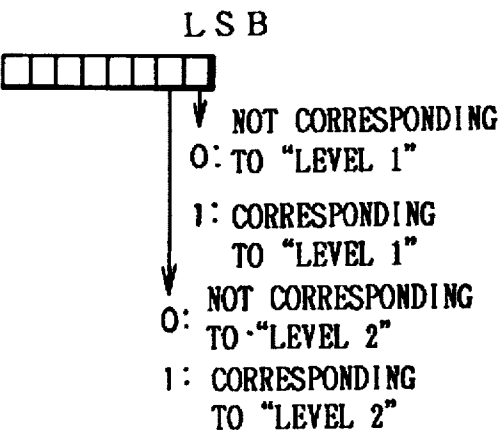 LSB
NOT CORRESPONDING
0: TO “LEVEL 1”
1: CORRESPONDING
TO “LEVEL 1”
NOT CORRESPONDING
0: TO “LEVEL 2”
1: CORRESPONDING
TO “LEVEL 2”